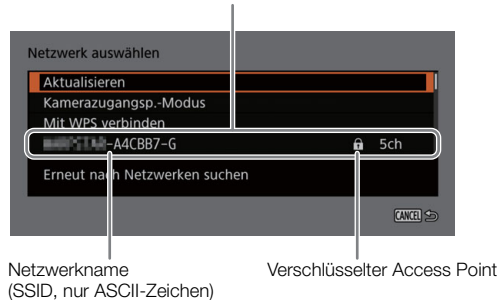 Netzwerk auswählen
Aktualisieren
Kamerazugangsp.-Modus
Mit WPS verbinden
-A4CBB7-G 5ch
Erneut nach Netzwerken suchen
CANCEL
Netzwerkname
(SSID, nur ASCII-Zeichen)
Verschlüsselter Access Point